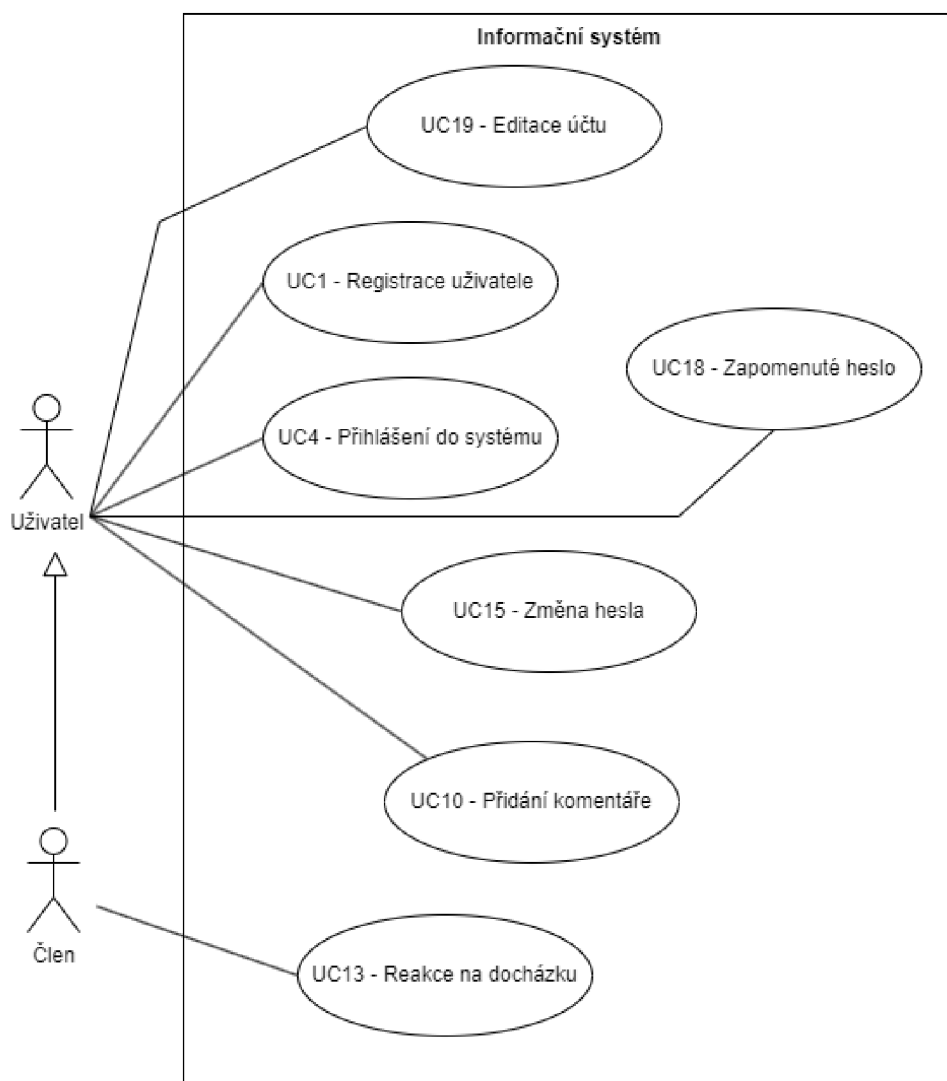 Informační systém
UC19 - Editace účtu
UC1 - Registrace uživatele
UC18 - Zapomenuté heslo
UC4 - Přihlášení do systému
Uživatel
UC15 - Změna hesla
UC10 - Přidání komentáře
Člen
UC13 - Reakce na docházku